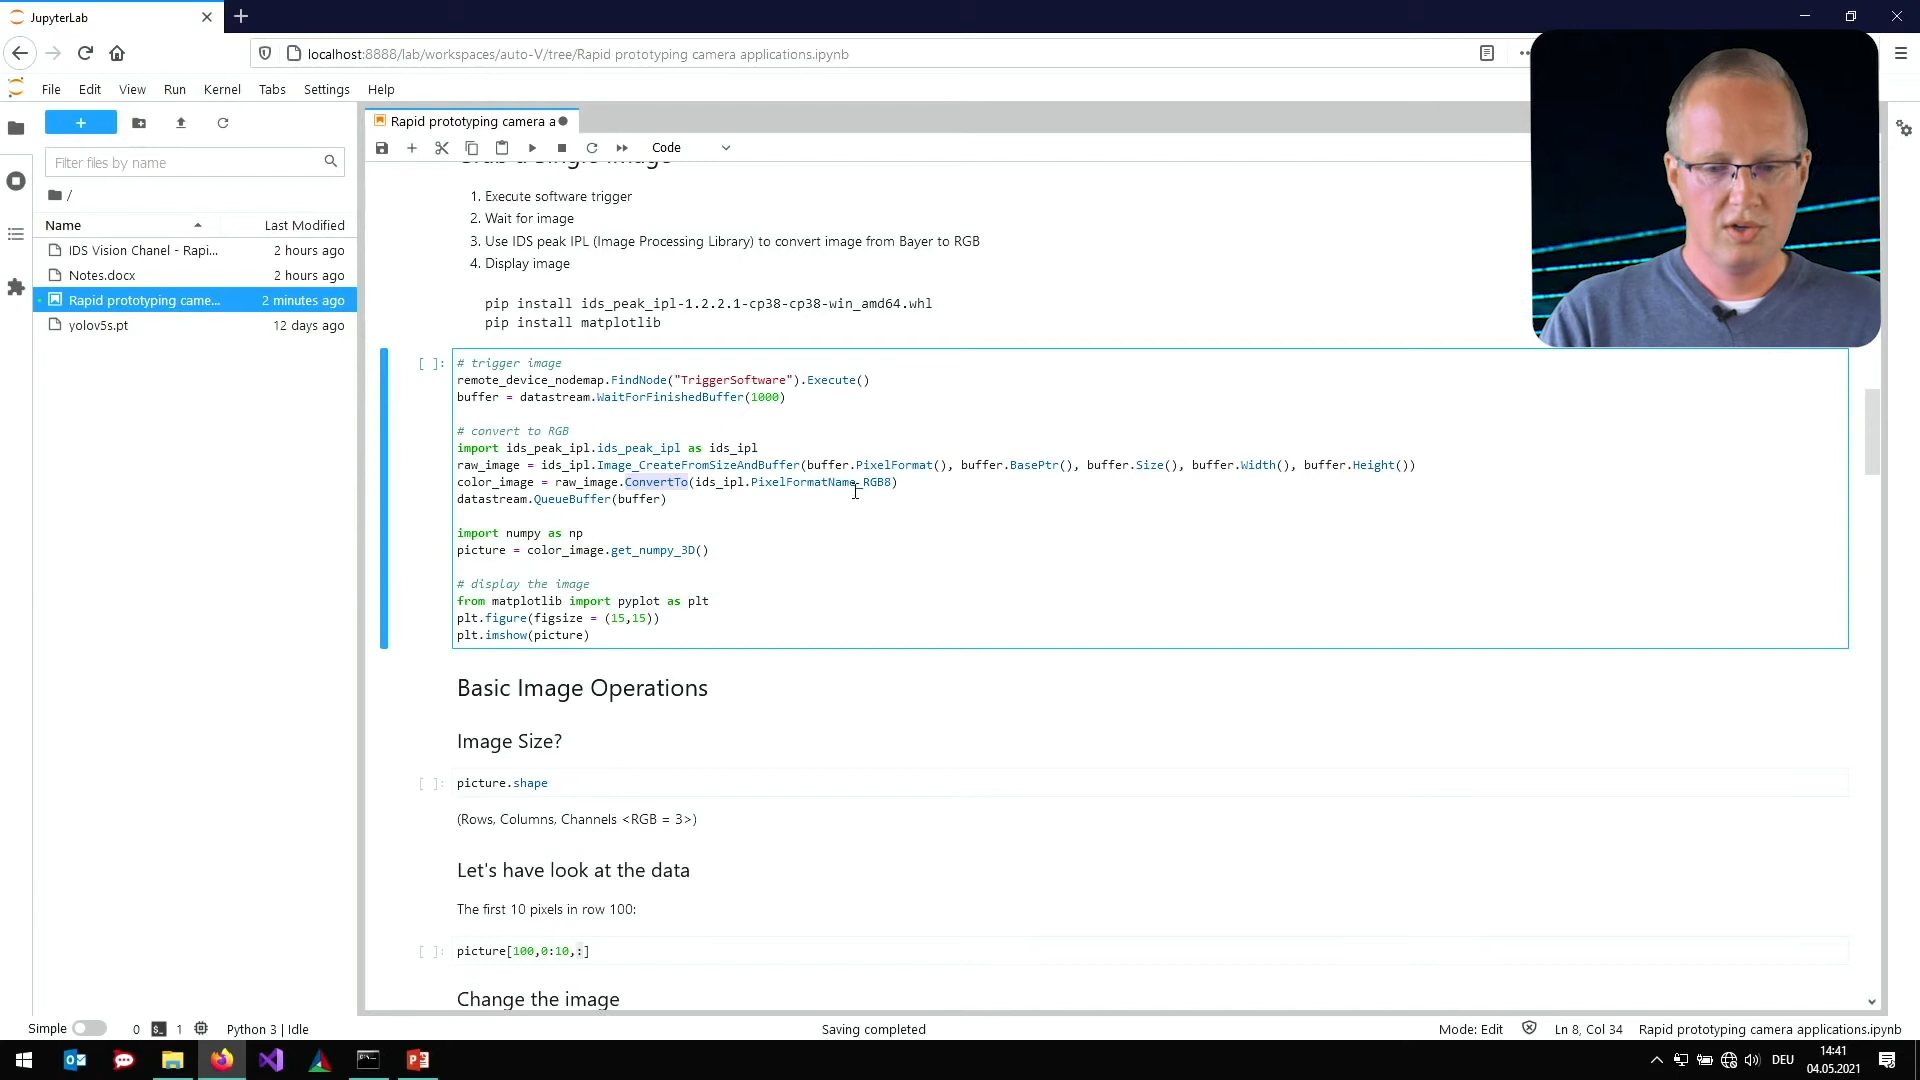 JupyterLab
localhost:8888/lab/workspaces/auto-V/tree/Rapid prototyping camera applications.ipynb
File Edit View Run Kernel Tabs Settings Help
Rapid prototyping camera a
Code
Filter files by name
/
Name Last Modified
IDS Vision Chanel - Rapi... 2 hours ago
Notes.docx 2 hours ago
Rapid prototyping came... 2 minutes ago
yolov5s.pt 12 days ago
Grab a Single Image
1. Execute software trigger
2. Wait for image
3. Use IDS peak IPL (Image Processing Library) to convert image from Bayer to RGB
4. Display image
pip install ids_peak_ipl-1.2.2.1-cp38-cp38-win_amd64.whl
pip install matplotlib
[ ]: # trigger image
remote_device_nodemap.FindNode("TriggerSoftware").Execute()
buffer = datastream.WaitForFinishedBuffer(1000)
# convert to RGB
import ids_peak_ipl.ids_peak_ipl as ids_ipl
raw_image = ids_ipl.Image_CreateFromSizeAndBuffer(buffer.PixelFormat(), buffer.BasePtr(), buffer.Size(), buffer.Width(), buffer.Height())
color_image = raw_image.ConvertTo(ids_ipl.PixelFormatName_RGB8)
datastream.QueueBuffer(buffer)
import numpy as np
picture = color_image.get_numpy_3D()
# display the image
from matplotlib import pyplot as plt
plt.figure(figsize = (15,15))
plt.imshow(picture)
Basic Image Operations
Image Size?
[ ]: picture.shape
(Rows, Columns, Channels <RGB = 3>)
Let's have look at the data
The first 10 pixels in row 100:
[ ]: picture[100,0:10,:]
Change the image
Simple 0 1 Python 3 | Idle Saving completed Mode: Edit Ln 8, Col 34 Rapid prototyping camera applications.ipynb
DEU 14:41
04.05.2021